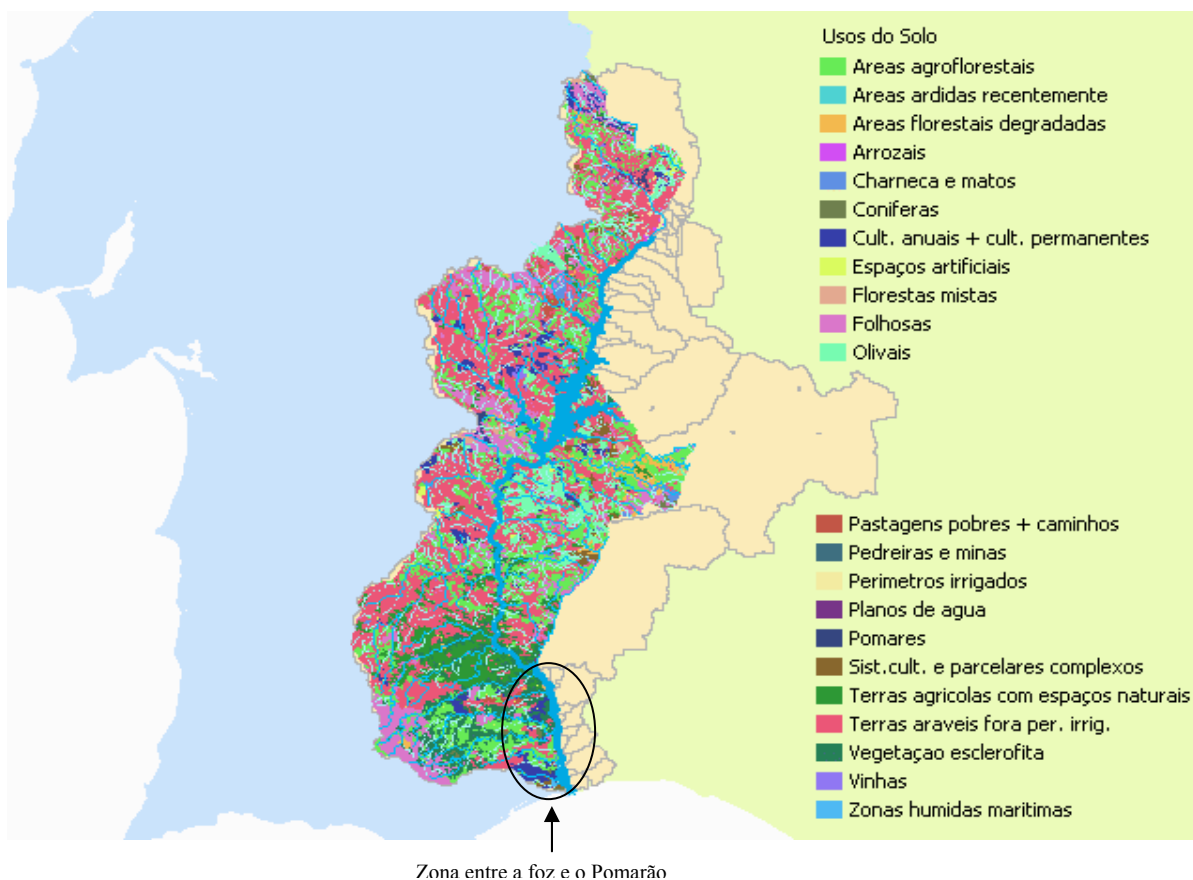 Usos do Solo
Areas agroflorestais
Areas ardidas recentemente
Areas florestais degradadas
Arrozais
Charneca e matos
Coniferas
Cult. anuais + cult. permanentes
Espaços artificiais
Florestas mistas
Folhosas
Olivais
Pastagens pobres + caminhos
Pedreiras e minas
Perimetros irrigados
Planos de agua
Pomares
Sist.cult. e parcelares complexos
Terras agricolas com espaços naturais
Terras araveis fora per. irrig.
Vegetaçao esclerofita
Vinhas
Zonas humidas maritimas
Zona entre a foz e o Pomarão